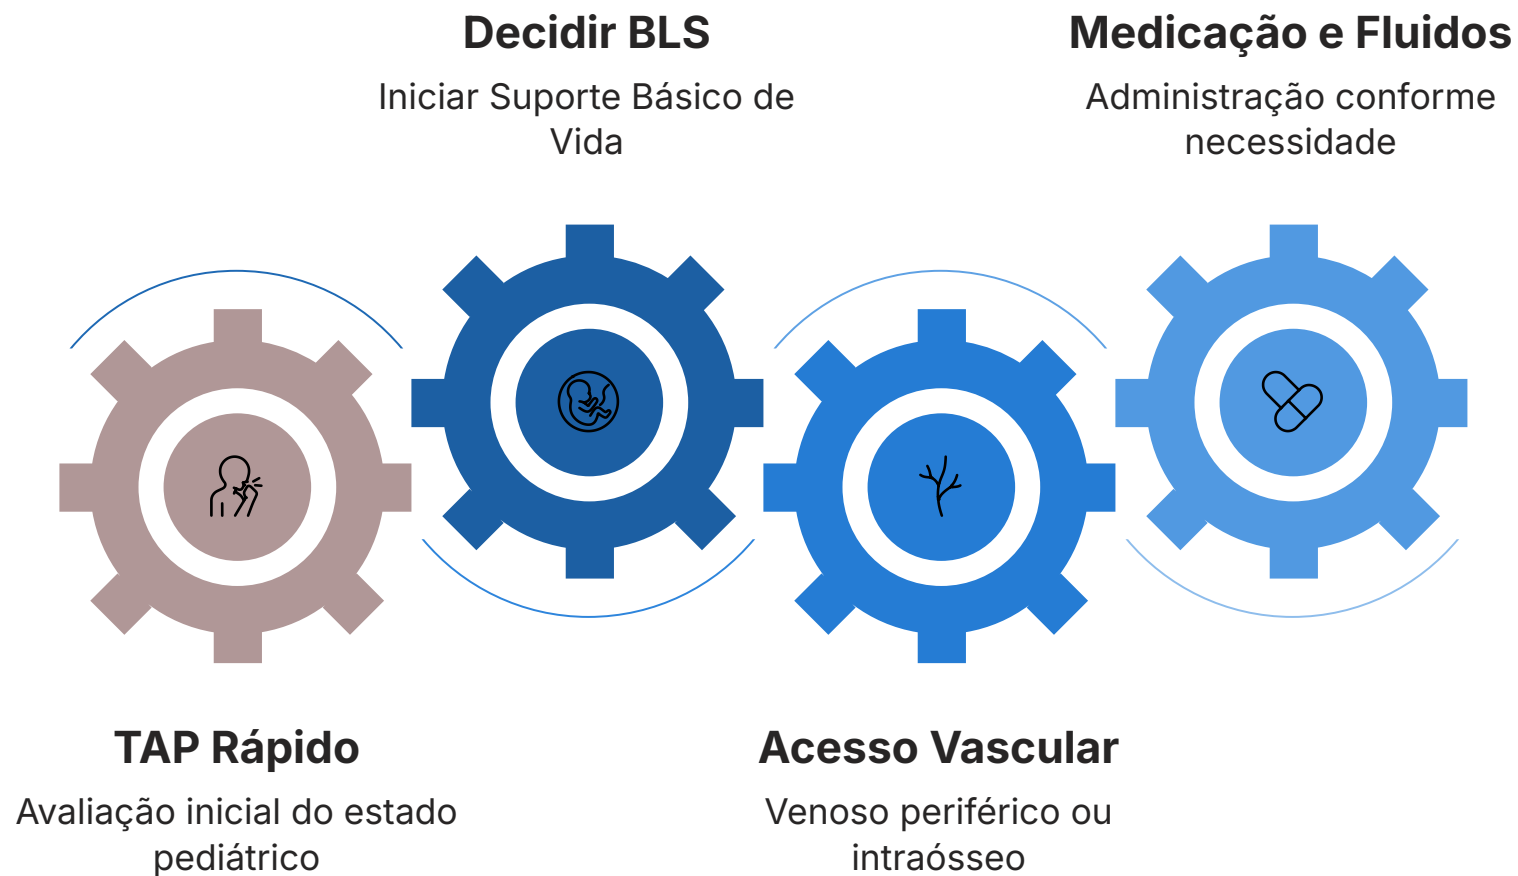 Decidir BLS
Iniciar Suporte Básico de
Vida
Medicação e Fluidos
Administração conforme
necessidade
TAP Rápido
Avaliação inicial do estado
pediátrico
Acesso Vascular
Venoso periférico ou
intraósseo